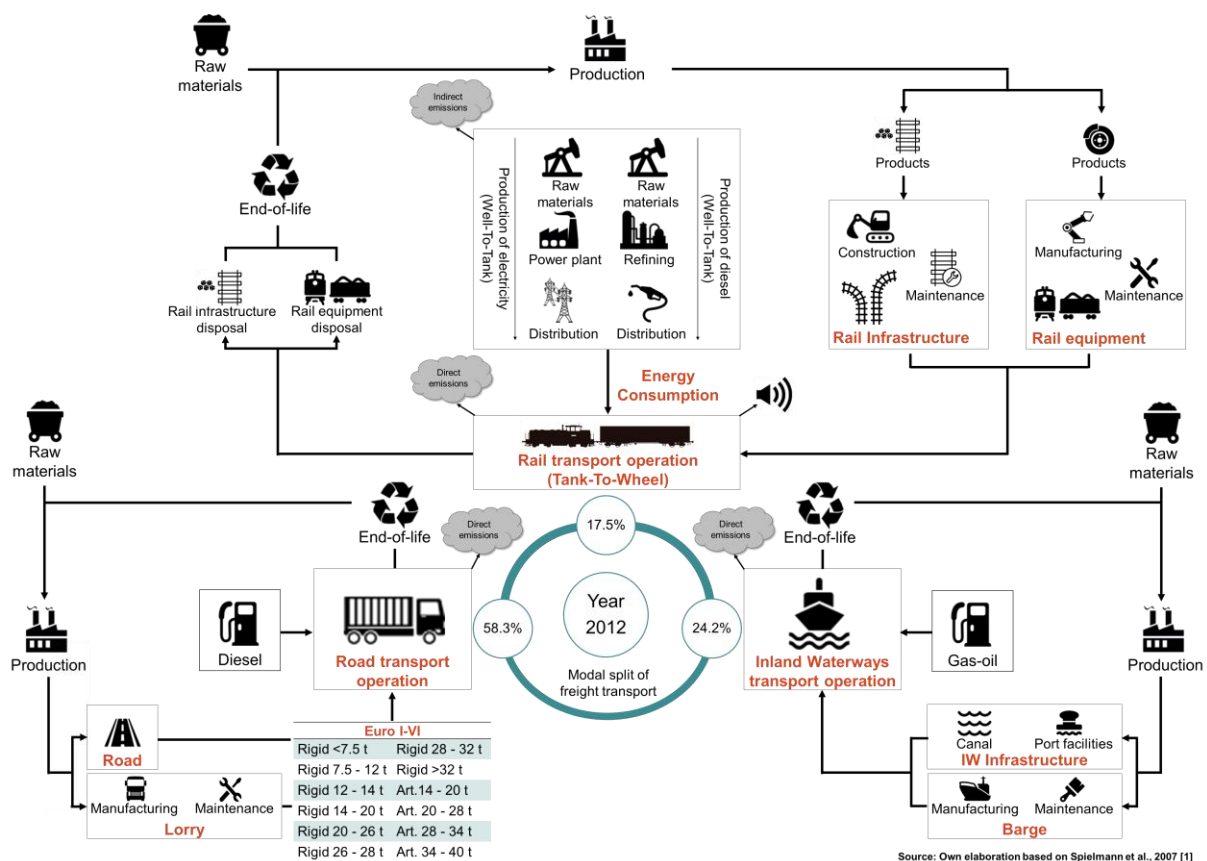 Raw
materials
Production
Indirect
emissions
Products
Products
End-of-life
Production of electricity
(Well-To-Tank)
Raw
materials
Power plant
Distribution
Raw
materials
Refining
Distribution
Production of diesel
(Well-To-Tank)
Construction
Maintenance
Rail Infrastructure
Manufacturing
Maintenance
Rail equipment
Rail infrastructure
disposal
Rail equipment
disposal
Direct
emissions
Energy
Consumption
Rail transport operation
(Tank-To-Wheel)
Raw
materials
Raw
materials
End-of-life
Direct
emissions
17.5%
Direct
emissions
End-of-life
Diesel
Road transport
operation
58.3%
Year
2012
24.2%
Modal split of
freight transport
Inland Waterways
transport operation
Gas-oil
Production
Production
Road
Manufacturing
Maintenance
Lorry
Euro I-VI
Rigid <7.5 t Rigid 28 - 32 t
Rigid 7.5 - 12 t Rigid >32 t
Rigid 12 - 14 t Art.14 - 20 t
Rigid 14 - 20 t Art. 20 - 28 t
Rigid 20 - 26 t Art. 28 - 34 t
Rigid 26 - 28 t Art. 34 - 40 t
Canal
Port facilities
IW Infrastructure
Manufacturing
Maintenance
Barge
Source: Own elaboration based on Spielmann et al., 2007 [1]